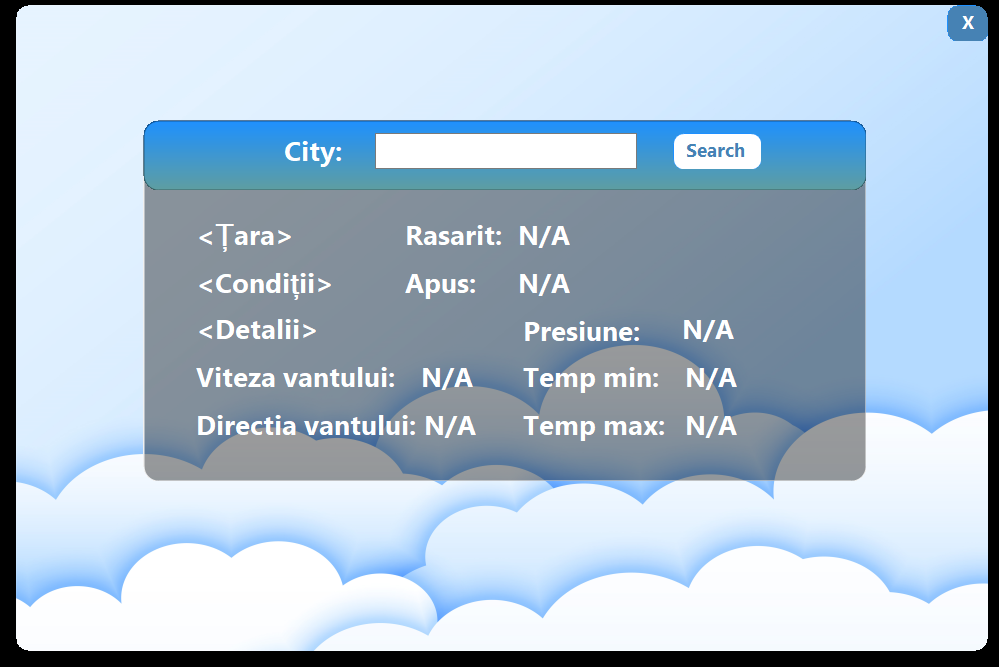 X
City: Search
<Țara> Rasarit: N/A
<Condiții> Apus: N/A
<Detalii> Presiune: N/A
Viteza vantului: N/A Temp min: N/A
Directia vantului: N/A Temp max: N/A